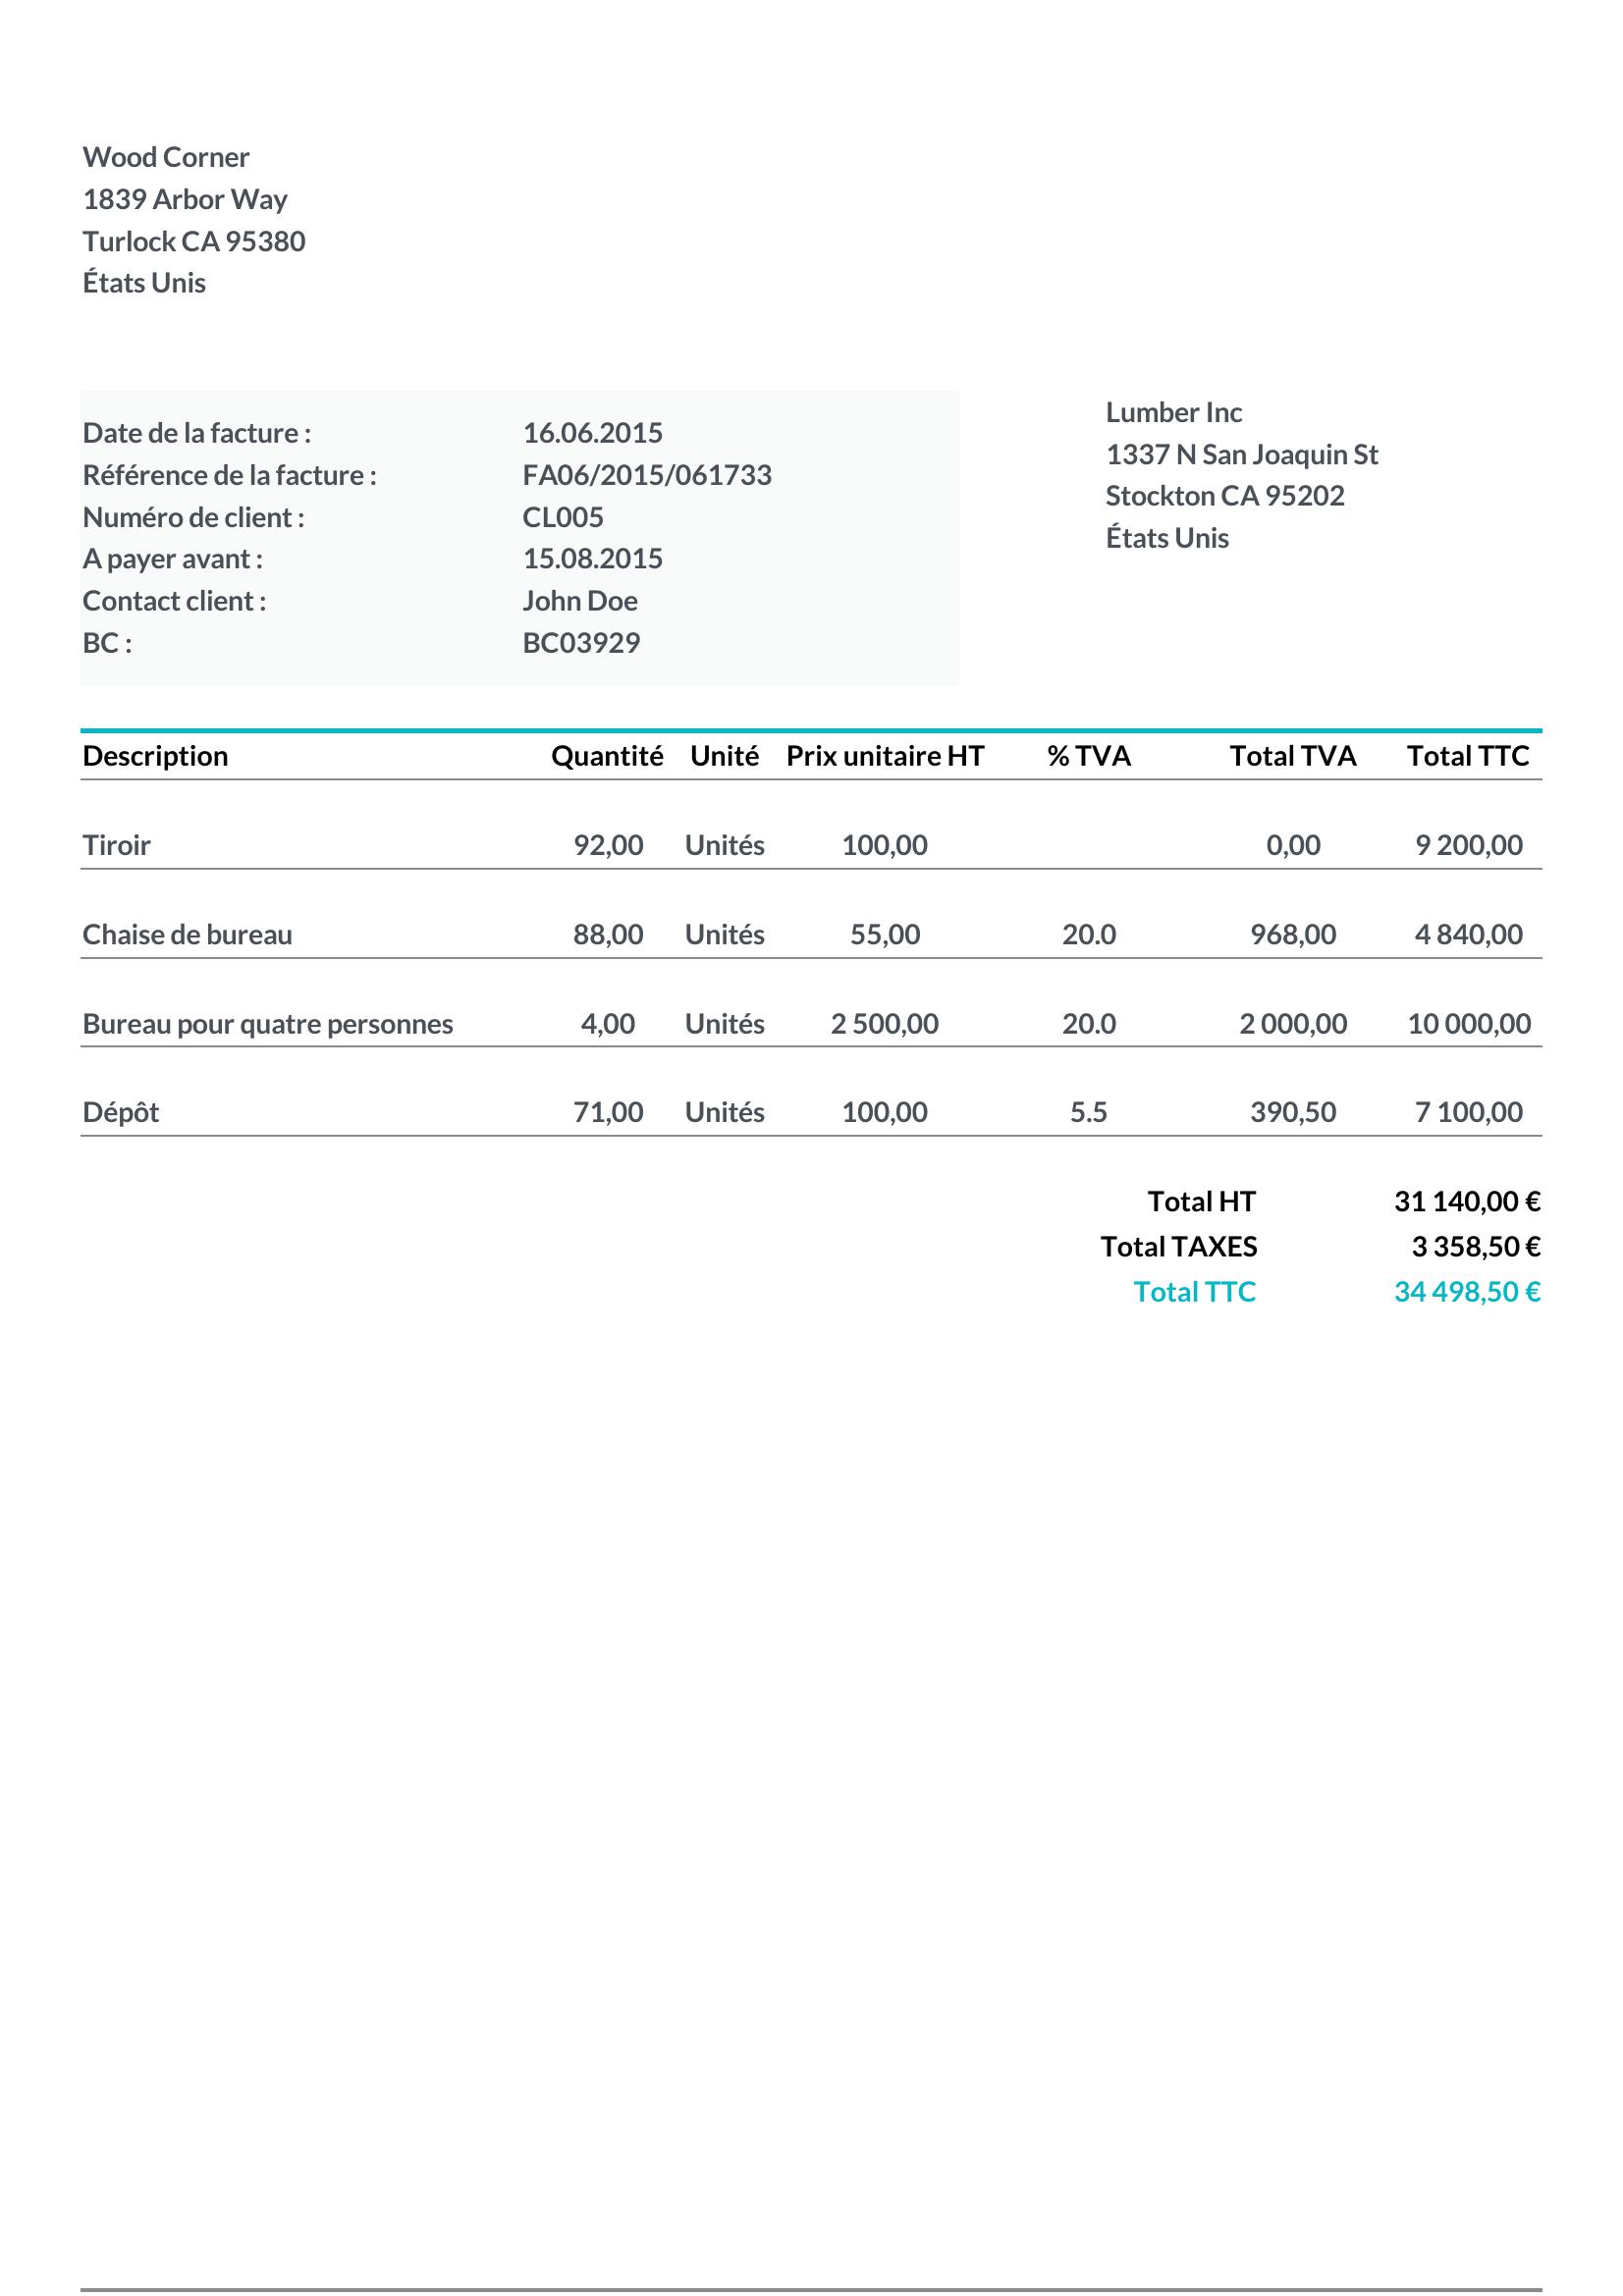 Wood Corner
1839 Arbor Way
Turlock CA 95380
États Unis
Date de la facture : 16.06.2015
Référence de la facture : FA06/2015/061733
Numéro de client : CL005
A payer avant : 15.08.2015
Contact client : John Doe
BC : BC03929
Lumber Inc
1337 N San Joaquin St
Stockton CA 95202
États Unis
Description Quantité Unité Prix unitaire HT % TVA Total TVA Total TTC
Tiroir 92,00 Unités 100,00 0,00 9 200,00
Chaise de bureau 88,00 Unités 55,00 20.0 968,00 4 840,00
Bureau pour quatre personnes 4,00 Unités 2 500,00 20.0 2 000,00 10 000,00
Dépôt 71,00 Unités 100,00 5.5 390,50 7 100,00
Total HT 31 140,00 €
Total TAXES 3 358,50 €
Total TTC 34 498,50 €